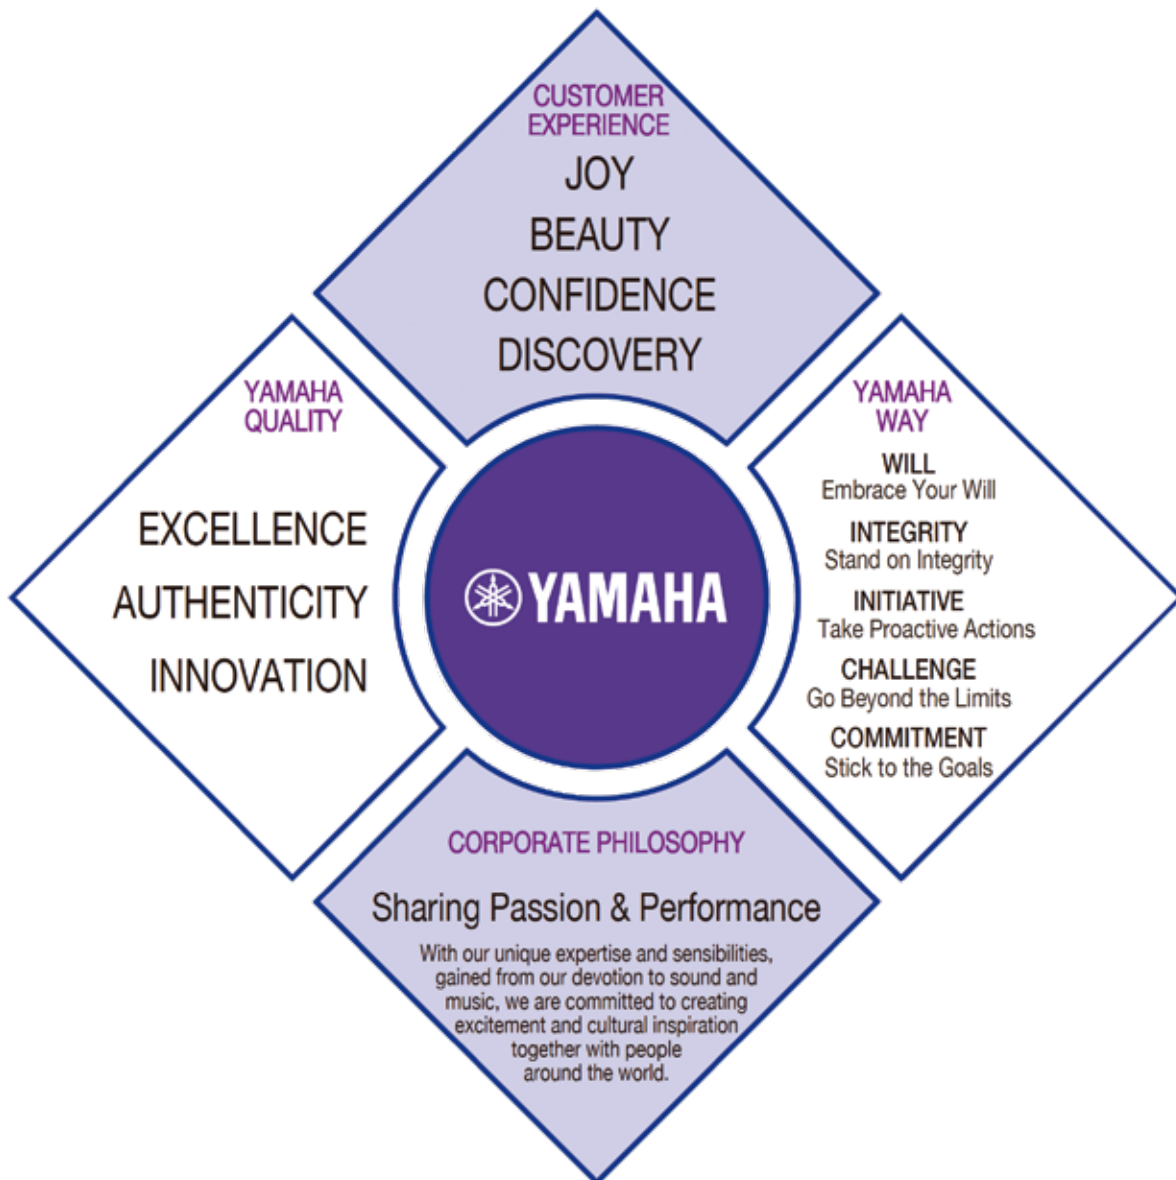 CUSTOMER
EXPERIENCE
JOY
BEAUTY
CONFIDENCE
DISCOVERY
YAMAHA
QUALITY
EXCELLENCE
AUTHENTICITY
INNOVATION
YAMAHA
YAMAHA
WAY
WILL
Embrace Your Will
INTEGRITY
Stand on Integrity
INITIATIVE
Take Proactive Actions
CHALLENGE
Go Beyond the Limits
COMMITMENT
Stick to the Goals
CORPORATE PHILOSOPHY
Sharing Passion & Performance
With our unique expertise and sensibilities,
gained from our devotion to sound and
music, we are committed to creating
excitement and cultural inspiration
together with people
around the world.